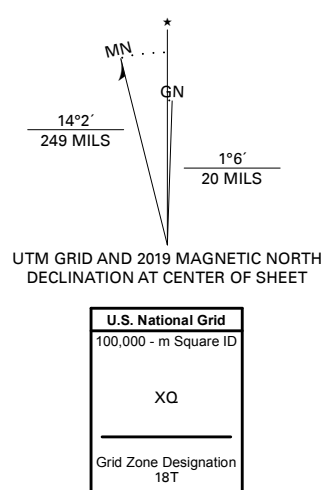 ★
MN
GN
14°2´
249 MILS
1°6´
20 MILS
UTM GRID AND 2019 MAGNETIC NORTH
DECLINATION AT CENTER OF SHEET
U.S. National Grid
100,000 - m Square ID
XQ
Grid Zone Designation
18T